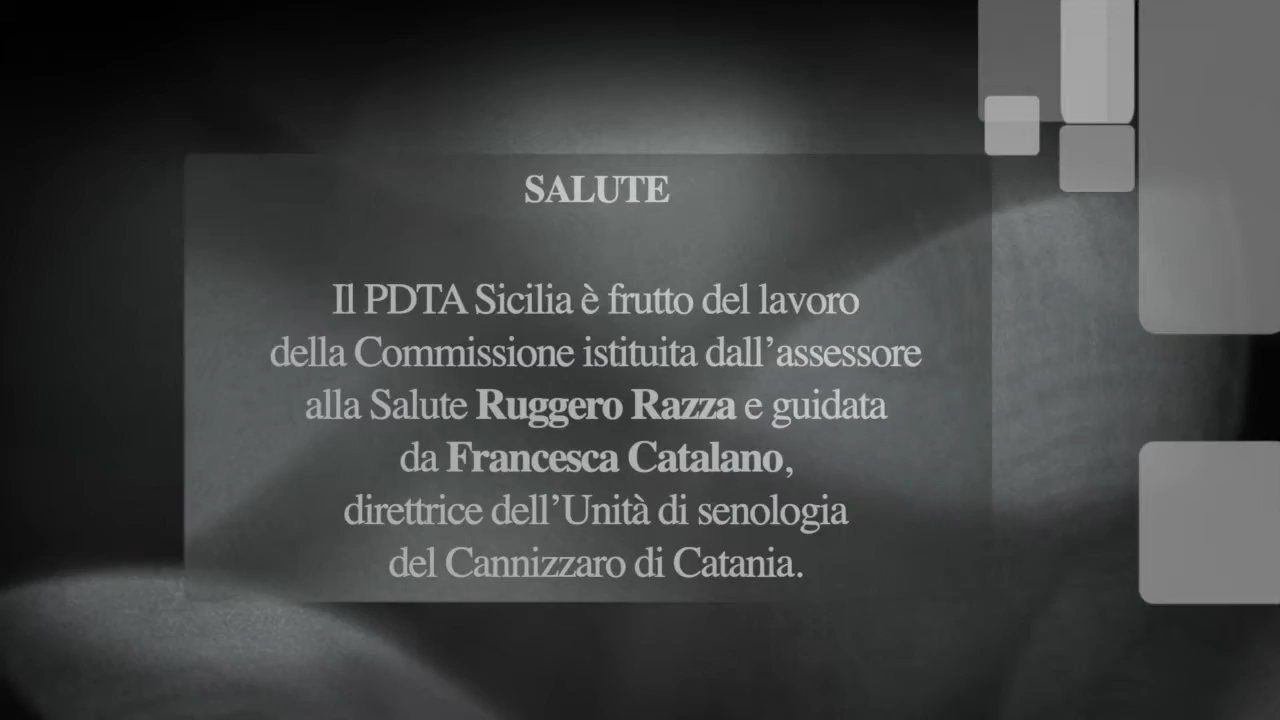 SALUTE
Il PDTA Sicilia è frutto del lavoro
della Commissione istituita dall’assessore
alla Salute Ruggero Razza e guidata
da Francesca Catalano,
direttrice dell’Unità di senologia
del Cannizzaro di Catania.